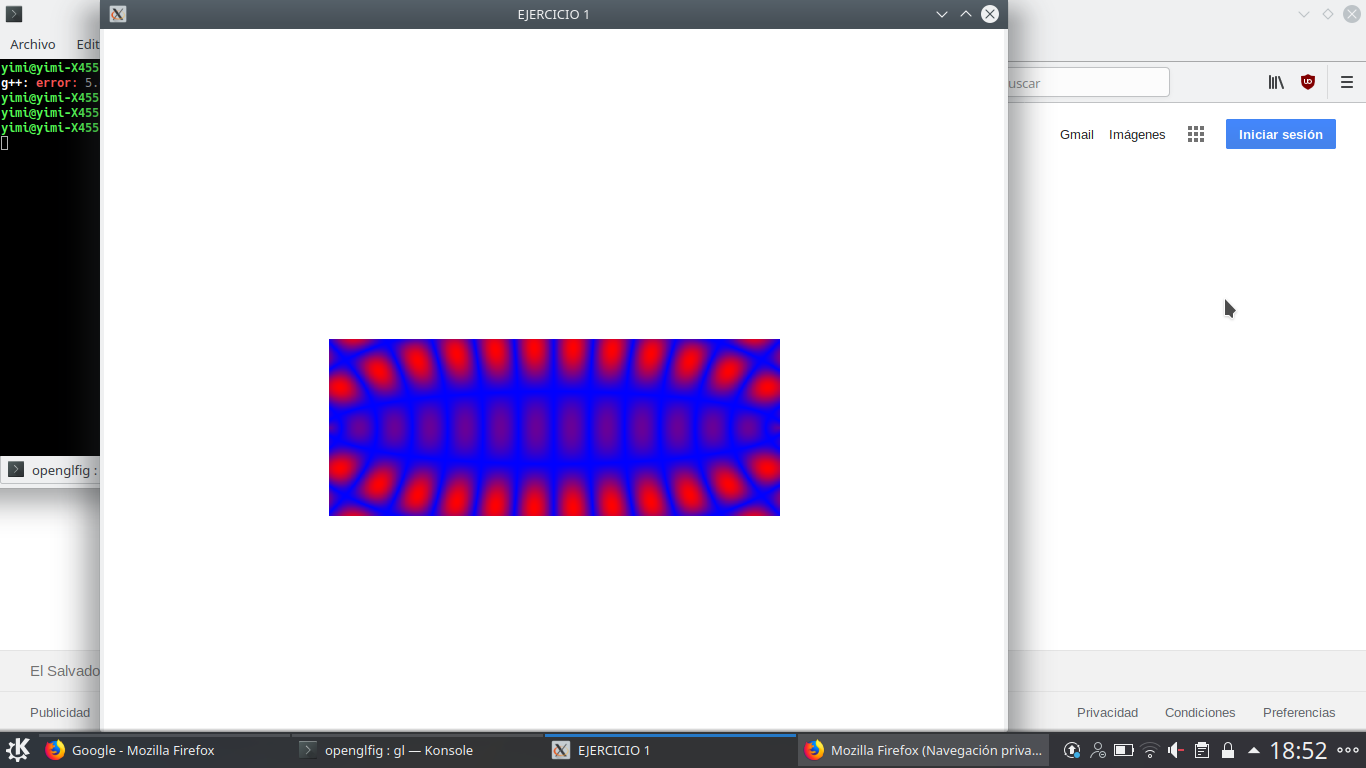 EJERCICIO 1
Archivo Edit
yimi@yimi-X455
g++: error: 5.
yimi@yimi-X455
yimi@yimi-X455
yimi@yimi-X455
uscar
Gmail Imágenes Iniciar sesión
openglfig :
El Salvado
Publicidad Privacidad Condiciones Preferencias
Google - Mozilla Firefox openglfig : gl — Konsole EJERCICIO 1 Mozilla Firefox (Navegación priva... 18:52